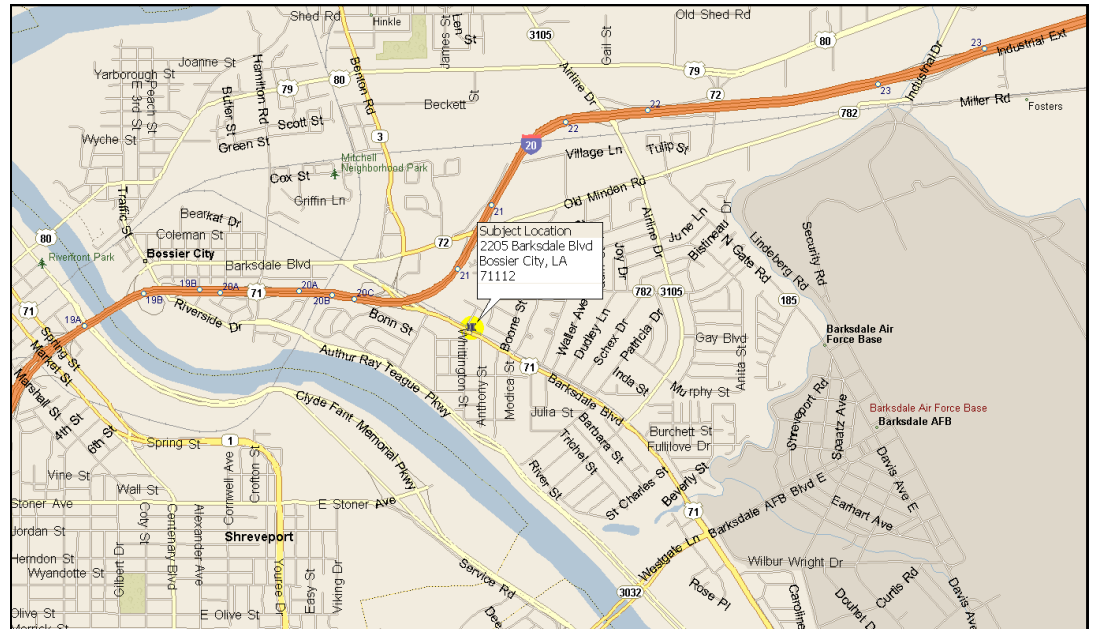 Shed Rd
Hinkle
Len St
James St
3105
Gail St
Old Shed Rd
80
23
Industrial Ext
Joanne St
Yarborough St
E 3rd St
Peach St
Hamilton Rd
80
79
Butler St
Benton Rd
Airline Dr
79
72
Industrial Dr
23
Miller Rd
Fosters
Beckett St
22
22
782
Scott St
Wyche St
Green St
3
20
Village Ln
Tulip St
Mitchell
Neighborhood Park
Cox St
Griffin Ln
Old Minden Rd
Traffic St
Bearkat Dr
21
Airline Dr
June Ln
Bistineau Dr
N Gate Rd
Lindeberg Rd
Security Rd
Coleman St
80
Riverfront Park
Bossier City
72
Barksdale Blvd
Subject Location
2205 Barksdale Blvd
Bossier City, LA
71112
Joy Dr
21
19B
19B
20A
71
20A
20B
20C
782
3105
185
71
19A
Riverside Dr
Bonn St
Boone St
Waller Ave
Dudley Ln
Schex Dr
Patricia Dr
Gay Blvd
Anita St
Barksdale Air
Force Base
Spring St
Market St
Marshall St
4th St
6th St
Authur Ray Teague Pkwy
Whittington St
Anthony St
Modica St
71
Barksdale Blvd
Inda St
Murphy St
Shreveport Rd
Spaatz Ave
Barksdale Air Force Base
Barksdale AFB
Clyde Fant Memorial Pkwy
Julia St
Barbara St
Trichel St
Burchett St
Fullilove Dr
Spring St
1
Vine St
Wall St
Cornwell Ave
Crofton St
River St
St Charles St
Beverly St
Davis Ave E
Stoner Ave
E Stoner Ave
71
Barksdale AFB Blvd E
Earhart Ave
Jordan St
Coty St
Centenary Blvd
Alexander Ave
Shreveport
Herndon St
Wyandotte St
Gilbert Dr
Youree Dr
Easy St
Viking Dr
Service Rd
Westgate Ln
Wilbur Wright Dr
3032
Rose Pl
Caroline
Douhet Dr
Curtis Rd
Davis Ave
Olive St
E Olive St
Dee
Merrick St